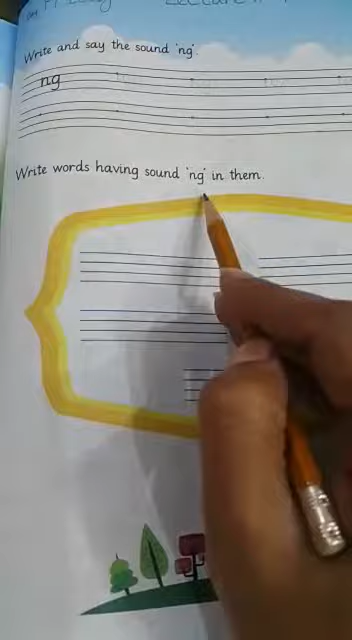 Write and say the sound 'ng'.
ng
Write words having sound 'ng' in them.